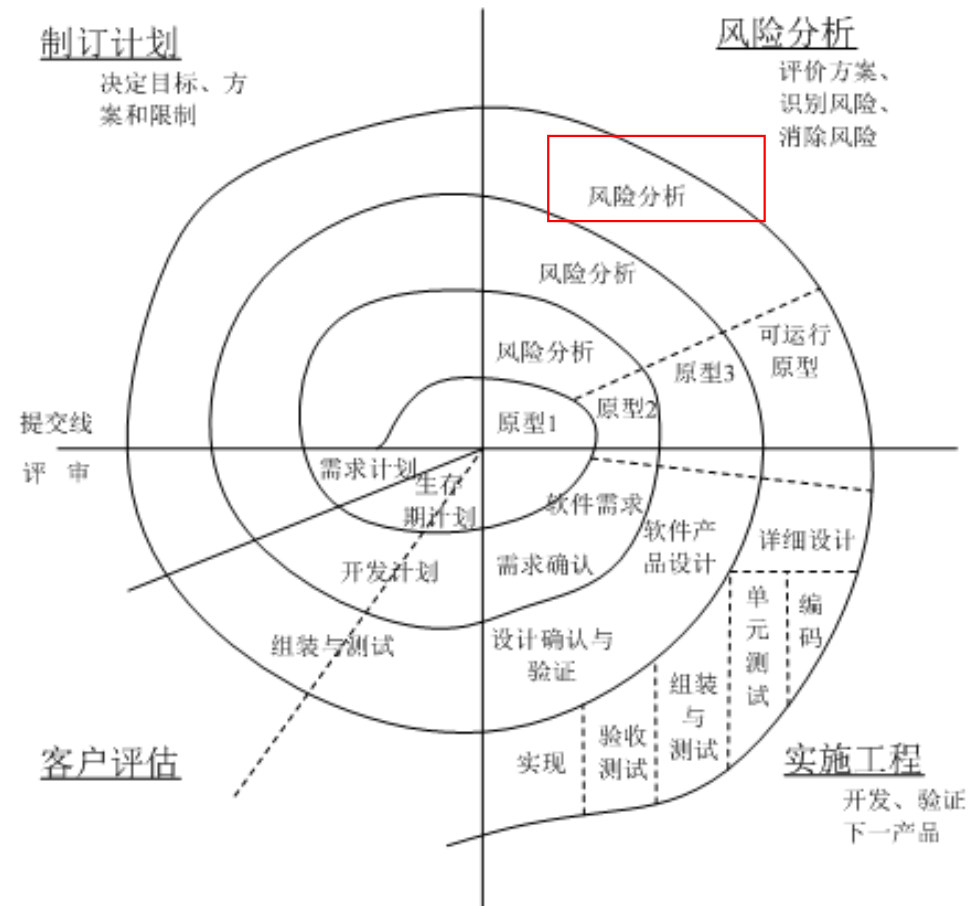 制订计划
决定目标、方
案和限制
风险分析
评价方案、
识别风险、
消除风险
风险分析
风险分析
风险分析
可运行
原型
原型3
原型2
原型1
提交线
评 审
需求计划
生存
期计划
软件需求
需求确认
软件产
品设计
详细设计
开发计划
组装与测试
设计确认与
验证
单
元
测
试
编
码
组装
与
测试
验收
测试
实现
客户评估
实施工程
开发、验证
下一产品